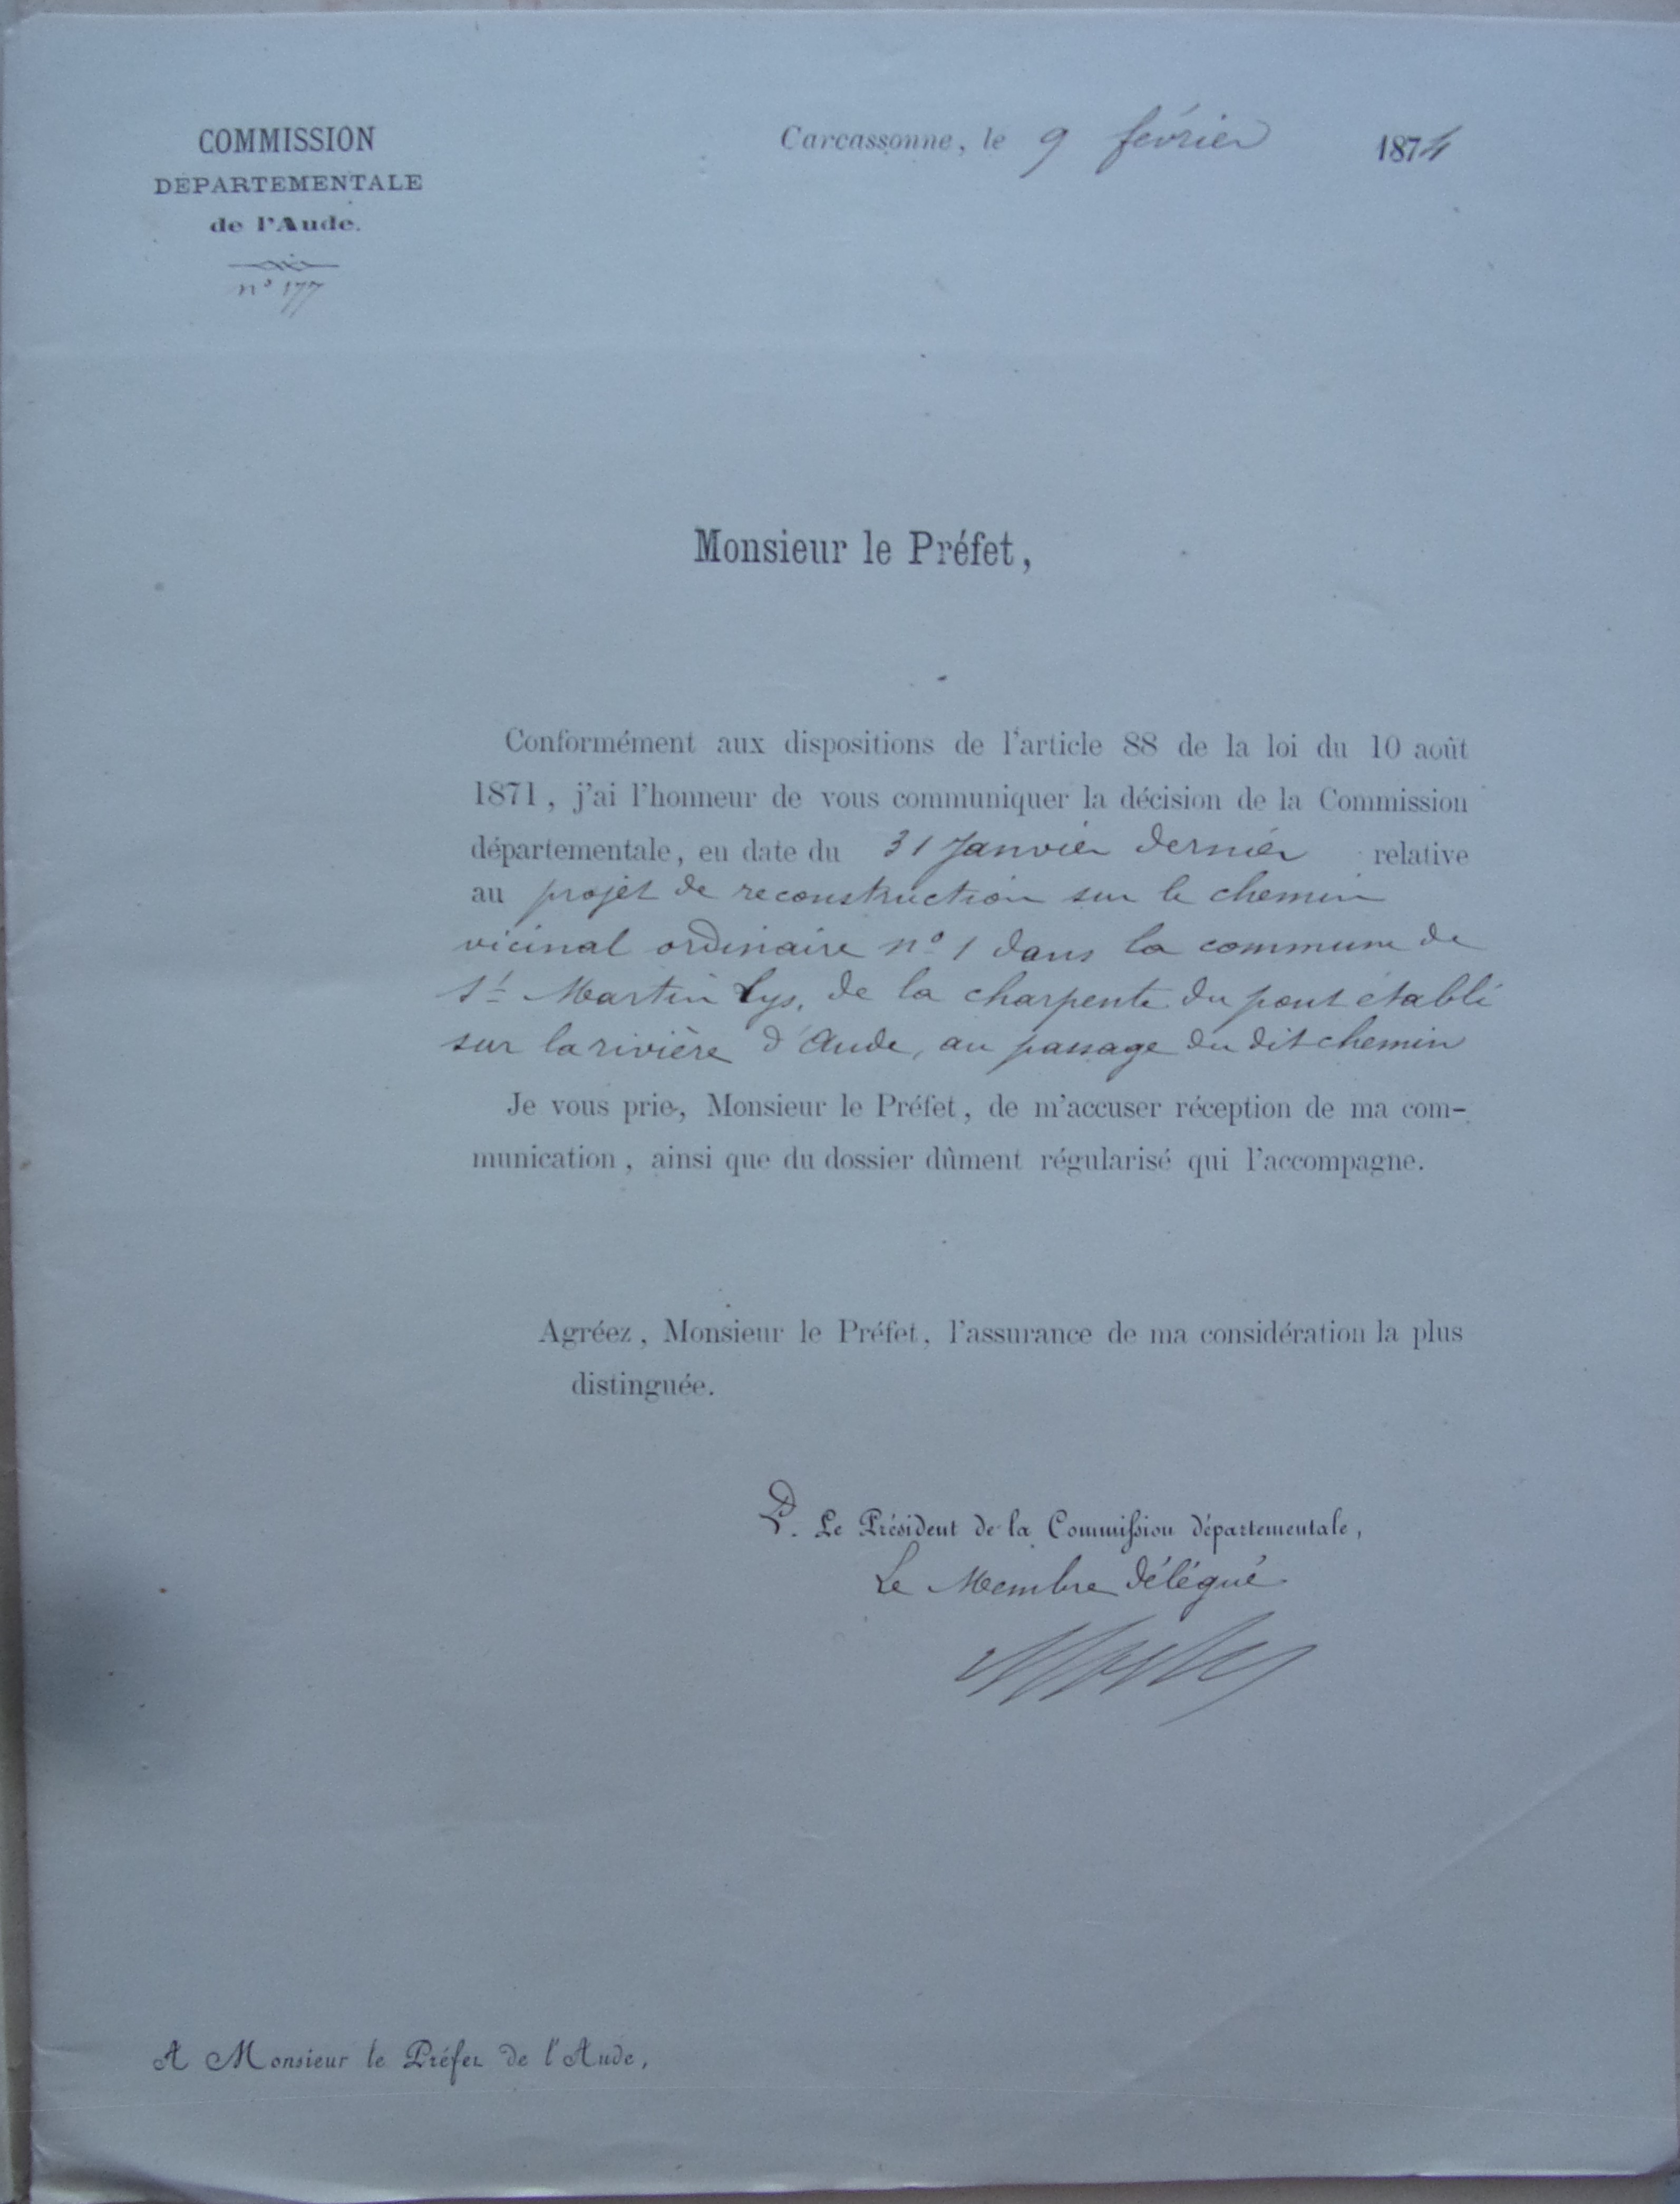 COMMISSION
DÉPARTEMENTALE
de l'Aude.
n° 177
Carcassonne, le 9 février 1874
Monsieur le Préfet,
Conformément aux dispositions de l'article 88 de la loi du 10 août
1871, j'ai l'honneur de vous communiquer la décision de la Commission
départementale, en date du 31 Janvier dernier relative
au projet de reconstruction sur le chemin
vicinal ordinaire n° 1 dans la commune de
St Martin Lys, de la charpente du pont établi
sur la rivière d'Aude, au passage du dit chemin
Je vous prie, Monsieur le Préfet, de m'accuser réception de ma com-
munication, ainsi que du dossier dûment régularisé qui l'accompagne.
Agréez, Monsieur le Préfet, l'assurance de ma considération la plus
distinguée.
P. Le Président de la Commission départementale,
Le Membre délégué
A Monsieur le Préfet de l'Aude,